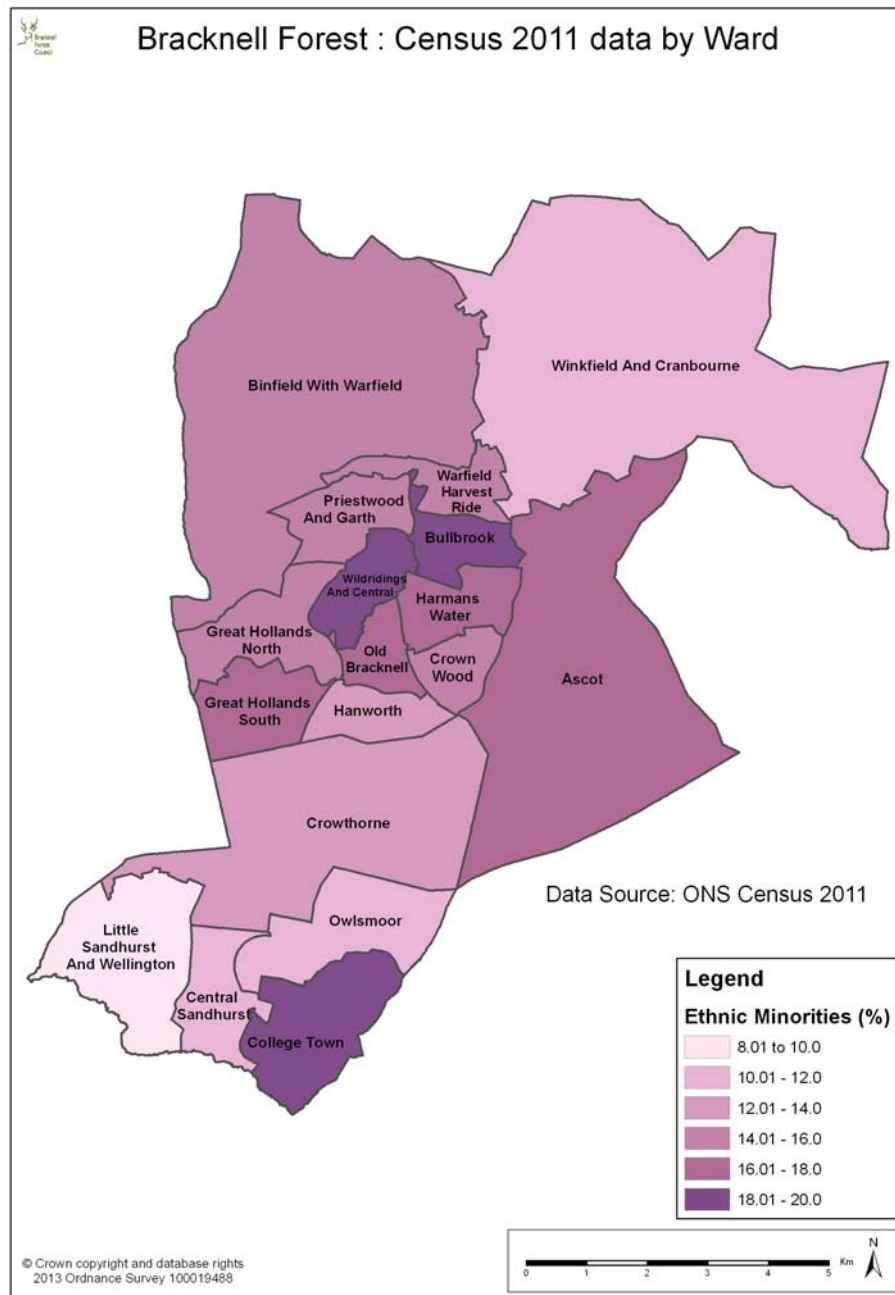 Bracknell
Forest
Council
Bracknell Forest : Census 2011 data by Ward
Winkfield And Cranbourne
Binfield With Warfield
Warfield
Harvest
Ride
Priestwood
And Garth
Bullbrook
Wildridings
And Central
Harmans
Water
Great Hollands
North
Old
Bracknell
Crown
Wood
Ascot
Great Hollands
South
Hanworth
Crowthorne
Data Source: ONS Census 2011
Owlsmoor
Little
Sandhurst
And Wellington
Central
Sandhurst
College Town
Legend
Ethnic Minorities (%)
8.01 to 10.0
10.01 - 12.0
12.01 - 14.0
14.01 - 16.0
16.01 - 18.0
18.01 - 20.0
© Crown copyright and database rights
2013 Ordnance Survey 100019488
N
Km
0 1 2 3 4 5